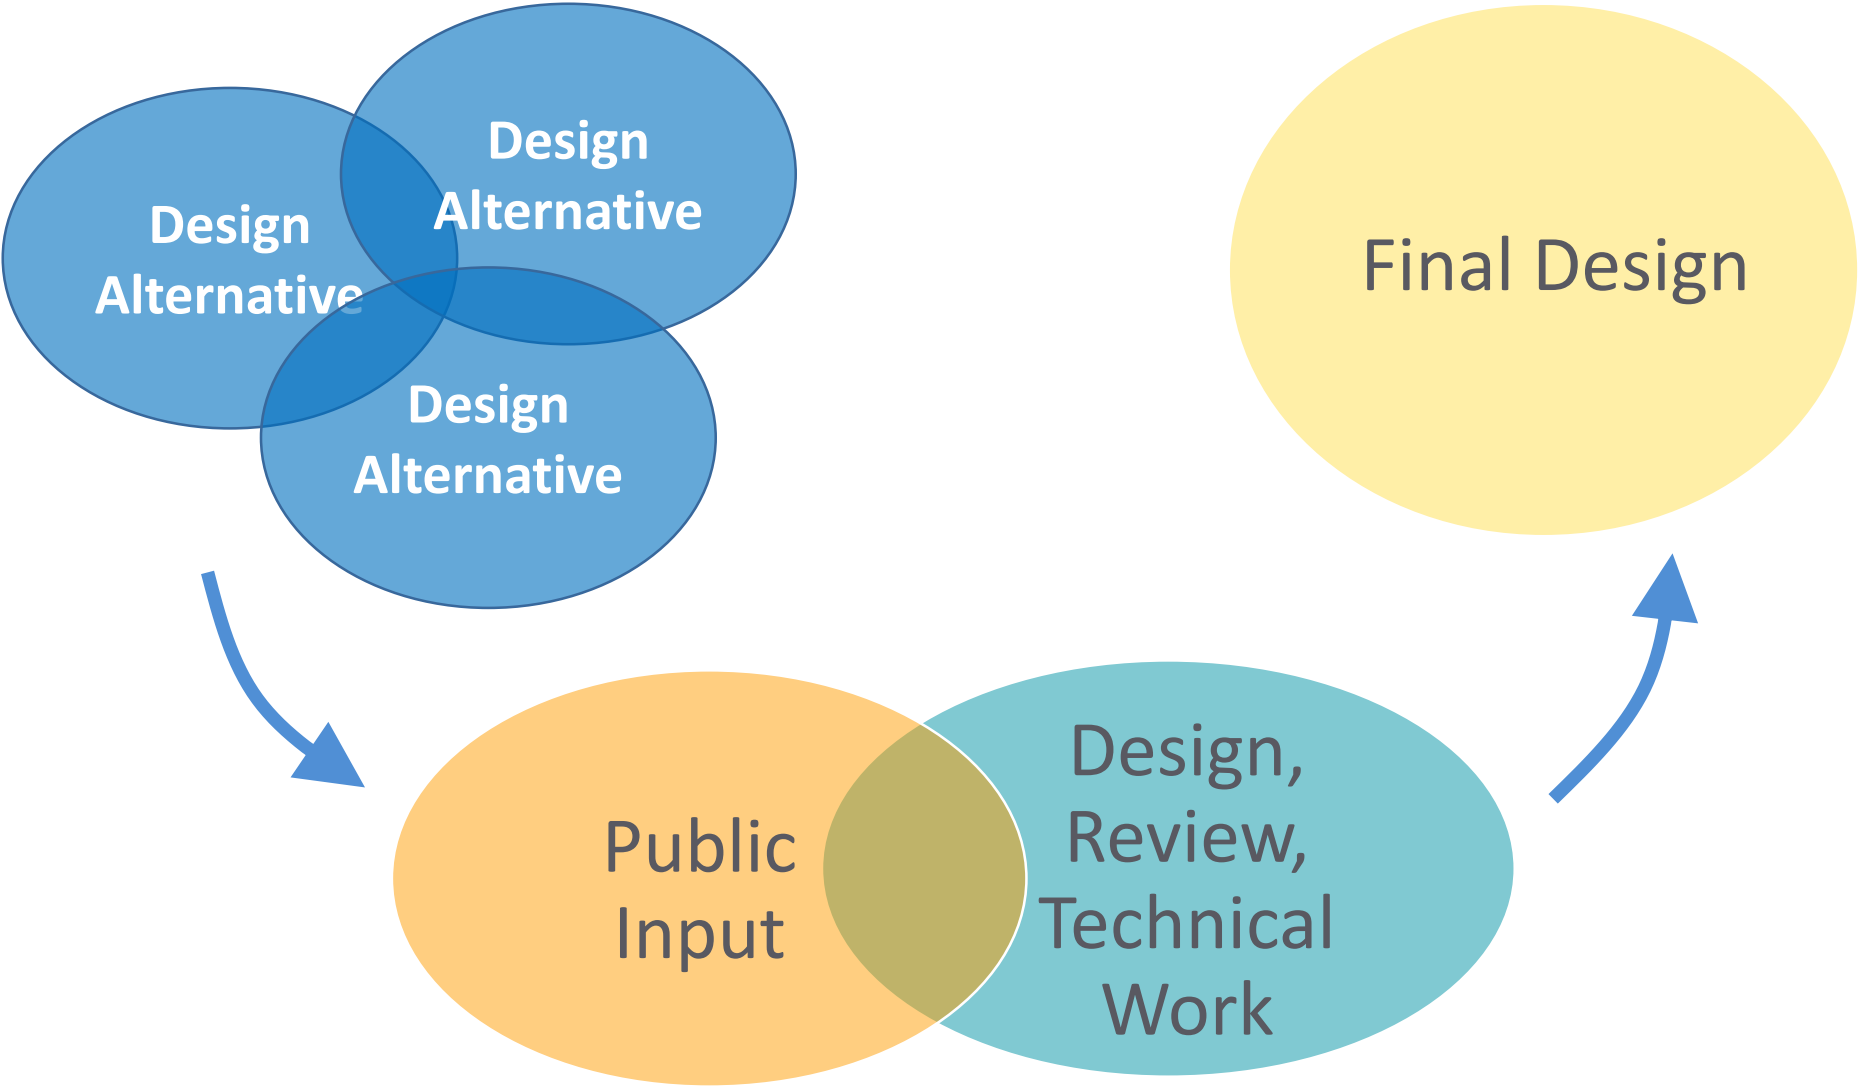 Design
Alternative
Design
Alternative
Design
Alternative
Final Design
Public
Input
Design,
Review,
Technical
Work